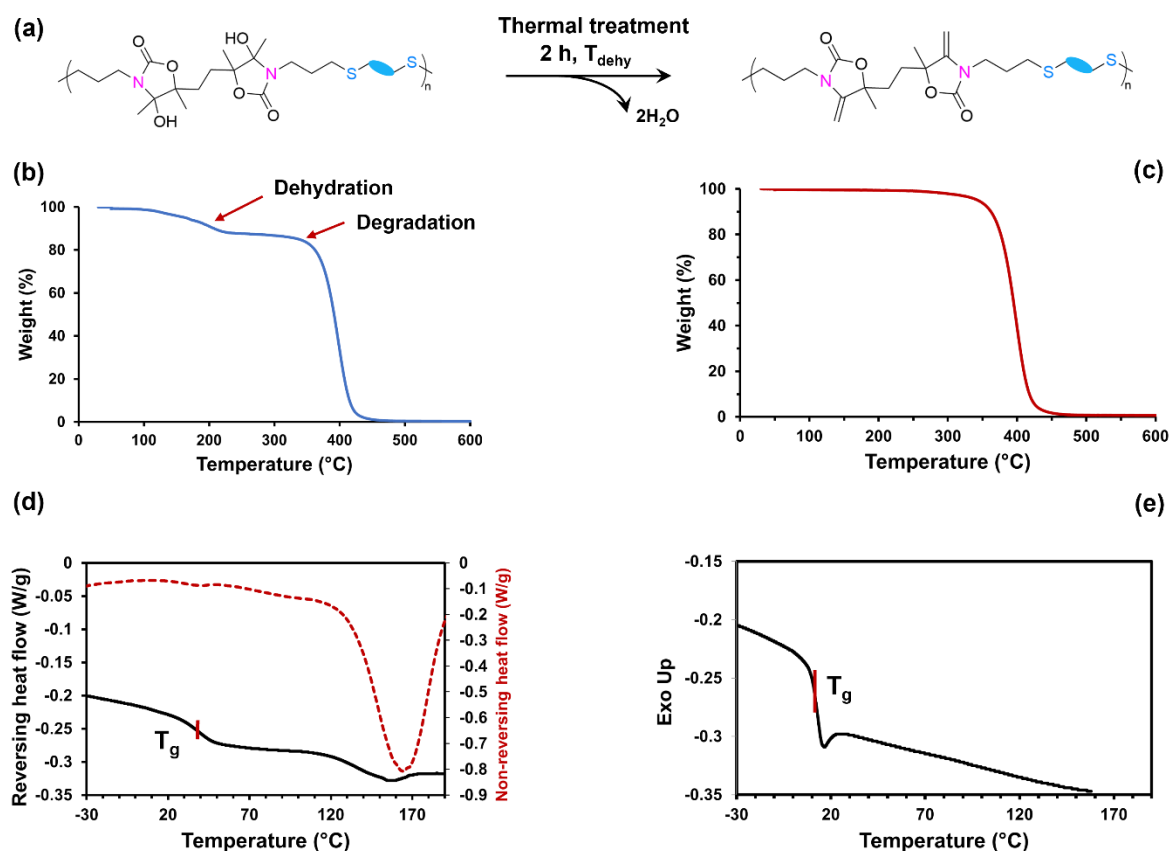 (a)
Thermal treatment
2 h, Tdehy
2H2O
O O N HO O N O S S n
OH O
O O N O N O S S n
O
(b)
Dehydration
Degradation
Weight (%)
100
80
60
40
20
0
0 100 200 300 400 500 600
Temperature (°C)
(c)
Weight (%)
100
80
60
40
20
0
0 100 200 300 400 500 600
Temperature (°C)
(d)
Reversing heat flow (W/g)
0
-0.05
-0.1
-0.15
-0.2
-0.25
-0.3
-0.35
Tg
0
-0.1
-0.2
-0.3
-0.4
-0.5
-0.6
-0.7
-0.8
-0.9
Non-reversing heat flow (W/g)
-30 20 70 120 170
Temperature (°C)
(e)
Exo Up
-0.15
-0.2
-0.25
-0.3
-0.35
Tg
-30 20 70 120 170
Temperature (°C)